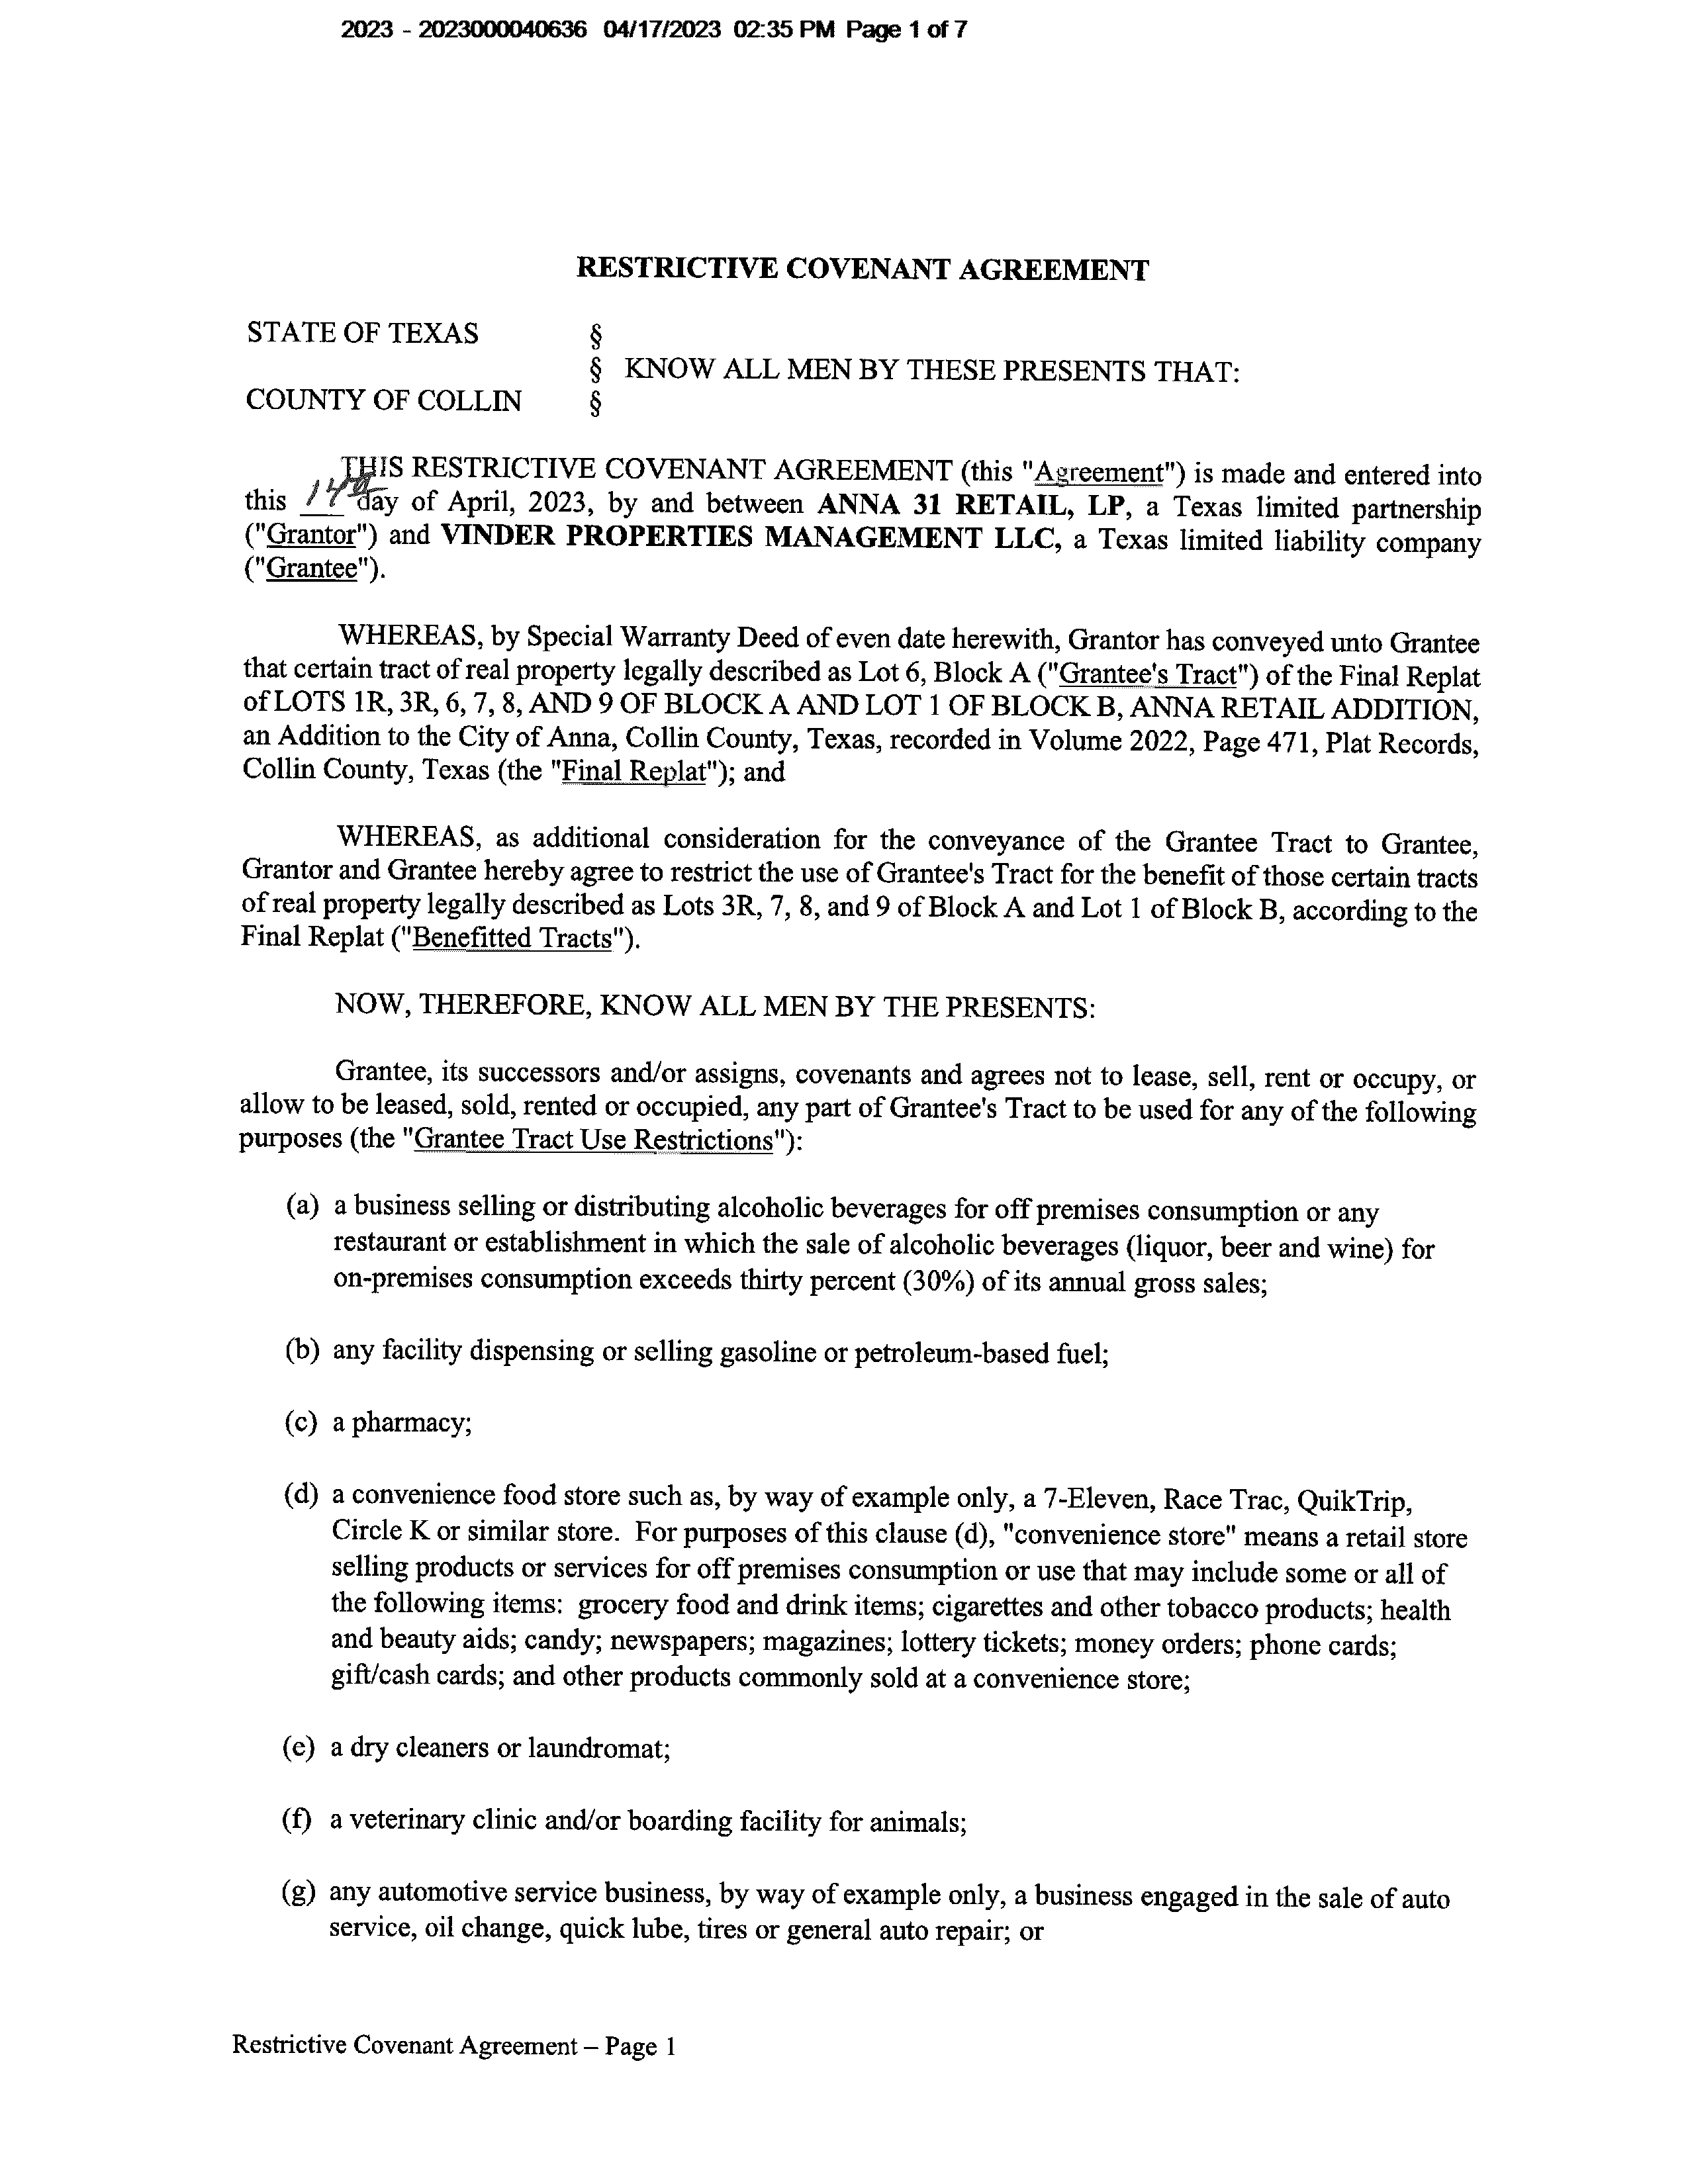 2023 - 2023000040636 04/17/2023 02:35 PM Page 1 of 7
RESTRICTIVE COVENANT AGREEMENT
STATE OF TEXAS §
§ KNOW ALL MEN BY THESE PRESENTS THAT:
COUNTY OF COLLIN §
THIS RESTRICTIVE COVENANT AGREEMENT (this "Agreement") is made and entered into
this 14th day of April, 2023, by and between ANNA 31 RETAIL, LP, a Texas limited partnership
("Grantor") and VINDER PROPERTIES MANAGEMENT LLC, a Texas limited liability company
("Grantee").
WHEREAS, by Special Warranty Deed of even date herewith, Grantor has conveyed unto Grantee
that certain tract of real property legally described as Lot 6, Block A ("Grantee's Tract") of the Final Replat
of LOTS 1R, 3R, 6, 7, 8, AND 9 OF BLOCK A AND LOT 1 OF BLOCK B, ANNA RETAIL ADDITION,
an Addition to the City of Anna, Collin County, Texas, recorded in Volume 2022, Page 471, Plat Records,
Collin County, Texas (the "Final Replat"); and
WHEREAS, as additional consideration for the conveyance of the Grantee Tract to Grantee,
Grantor and Grantee hereby agree to restrict the use of Grantee's Tract for the benefit of those certain tracts
of real property legally described as Lots 3R, 7, 8, and 9 of Block A and Lot 1 of Block B, according to the
Final Replat ("Benefitted Tracts").
NOW, THEREFORE, KNOW ALL MEN BY THE PRESENTS:
Grantee, its successors and/or assigns, covenants and agrees not to lease, sell, rent or occupy, or
allow to be leased, sold, rented or occupied, any part of Grantee's Tract to be used for any of the following
purposes (the "Grantee Tract Use Restrictions"):
(a) a business selling or distributing alcoholic beverages for off premises consumption or any
restaurant or establishment in which the sale of alcoholic beverages (liquor, beer and wine) for
on-premises consumption exceeds thirty percent (30%) of its annual gross sales;
(b) any facility dispensing or selling gasoline or petroleum-based fuel;
(c) a pharmacy;
(d) a convenience food store such as, by way of example only, a 7-Eleven, Race Trac, QuikTrip,
Circle K or similar store. For purposes of this clause (d), "convenience store" means a retail store
selling products or services for off premises consumption or use that may include some or all of
the following items: grocery food and drink items; cigarettes and other tobacco products; health
and beauty aids; candy; newspapers; magazines; lottery tickets; money orders; phone cards;
gift/cash cards; and other products commonly sold at a convenience store;
(e) a dry cleaners or laundromat;
(f) a veterinary clinic and/or boarding facility for animals;
(g) any automotive service business, by way of example only, a business engaged in the sale of auto
service, oil change, quick lube, tires or general auto repair; or
Restrictive Covenant Agreement – Page 1